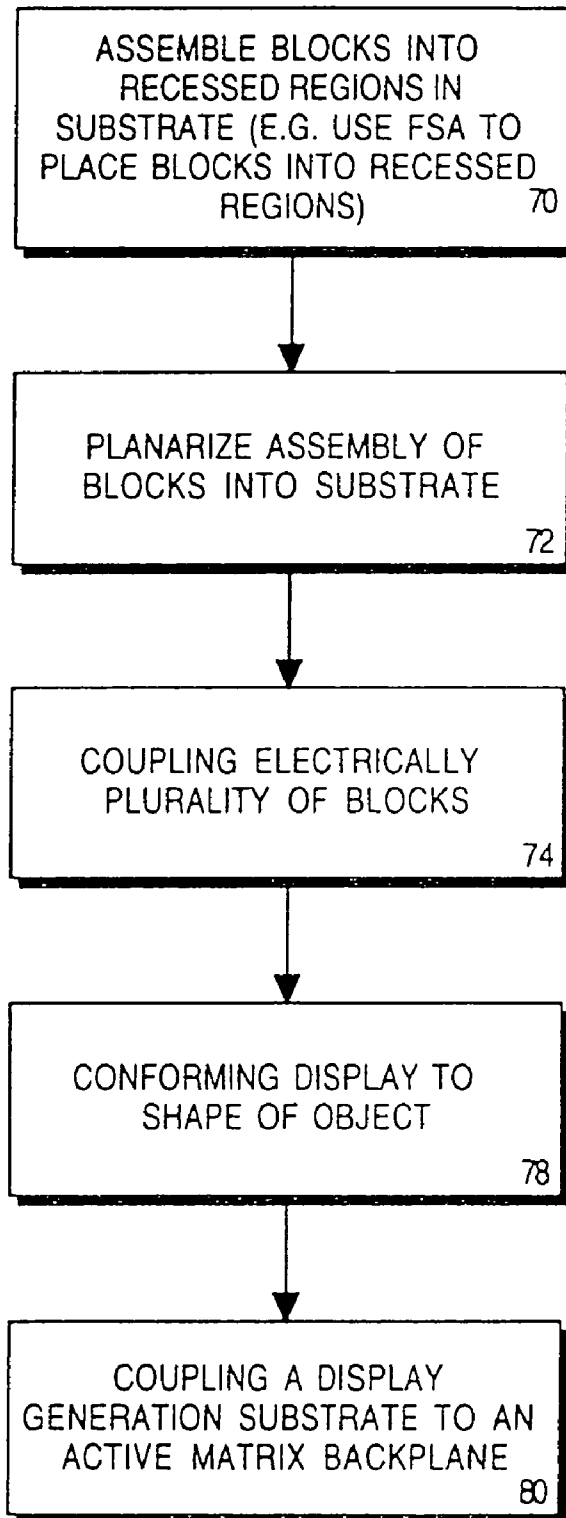 ASSEMBLE BLOCKS INTO
RECESSED REGIONS IN
SUBSTRATE (E.G. USE FSA TO
PLACE BLOCKS INTO RECESSED
REGIONS)
70
PLANARIZE ASSEMBLY OF
BLOCKS INTO SUBSTRATE
72
COUPLING ELECTRICALLY
PLURALITY OF BLOCKS
74
CONFORMING DISPLAY TO
SHAPE OF OBJECT
78
COUPLING A DISPLAY
GENERATION SUBSTRATE TO AN
ACTIVE MATRIX BACKPLANE
80